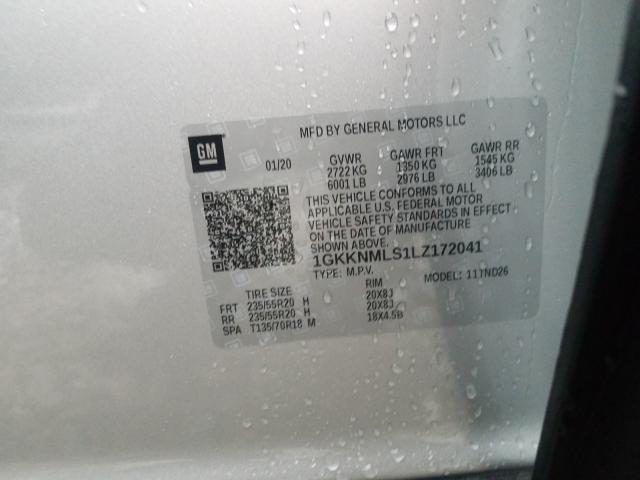 MFD BY GENERAL MOTORS LLC
GM
01/20 GVWR GAWR FRT GAWR RR
2722 KG 1350 KG 1545 KG
6001 LB 2976 LB 3406 LB
THIS VEHICLE CONFORMS TO ALL
APPLICABLE U.S. FEDERAL MOTOR
VEHICLE SAFETY STANDARDS IN EFFECT
ON THE DATE OF MANUFACTURE
SHOWN ABOVE.
1GKKNMLS1LZ172041
TYPE: M.P.V. MODEL: 11TND26
TIRE SIZE RIM
FRT 235/55R20 H 20X8J
RR 235/55R20 H 20X8J
SPA T135/70R18 M 18X4.5B